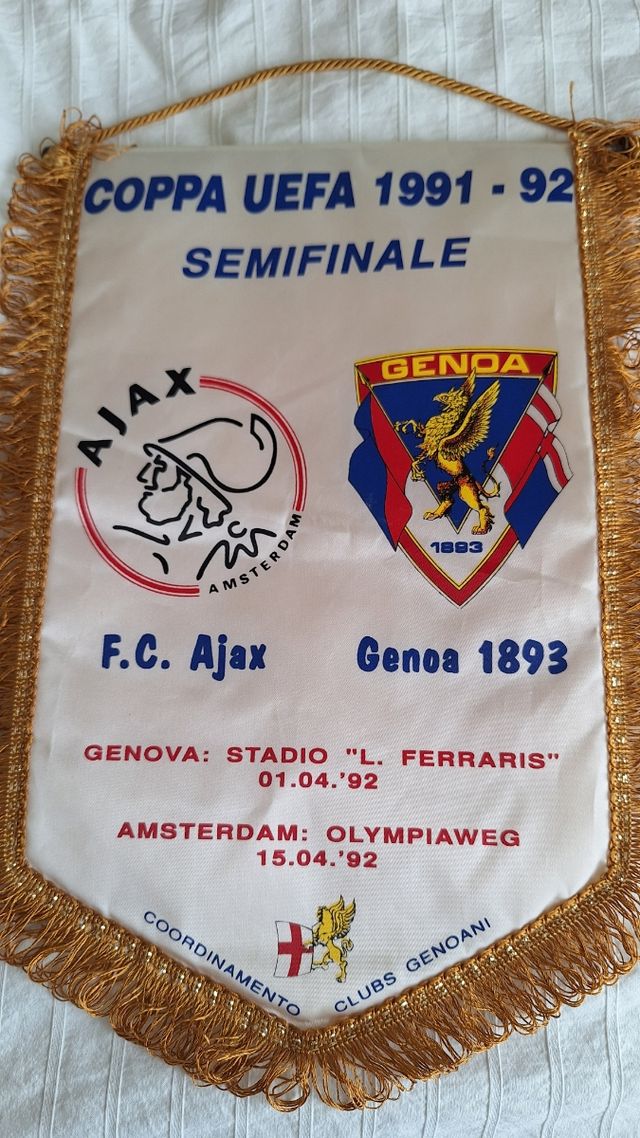 COPPA UEFA 1991 - 92
SEMIFINALE
AJAX
AMSTERDAM
GENOA
1893
F.C. Ajax
Genoa 1893
GENOVA: STADIO "L. FERRARIS"
01.04.'92
AMSTERDAM: OLYMPIAWEG
15.04.'92
COORDINAMENTO CLUBS GENOANI